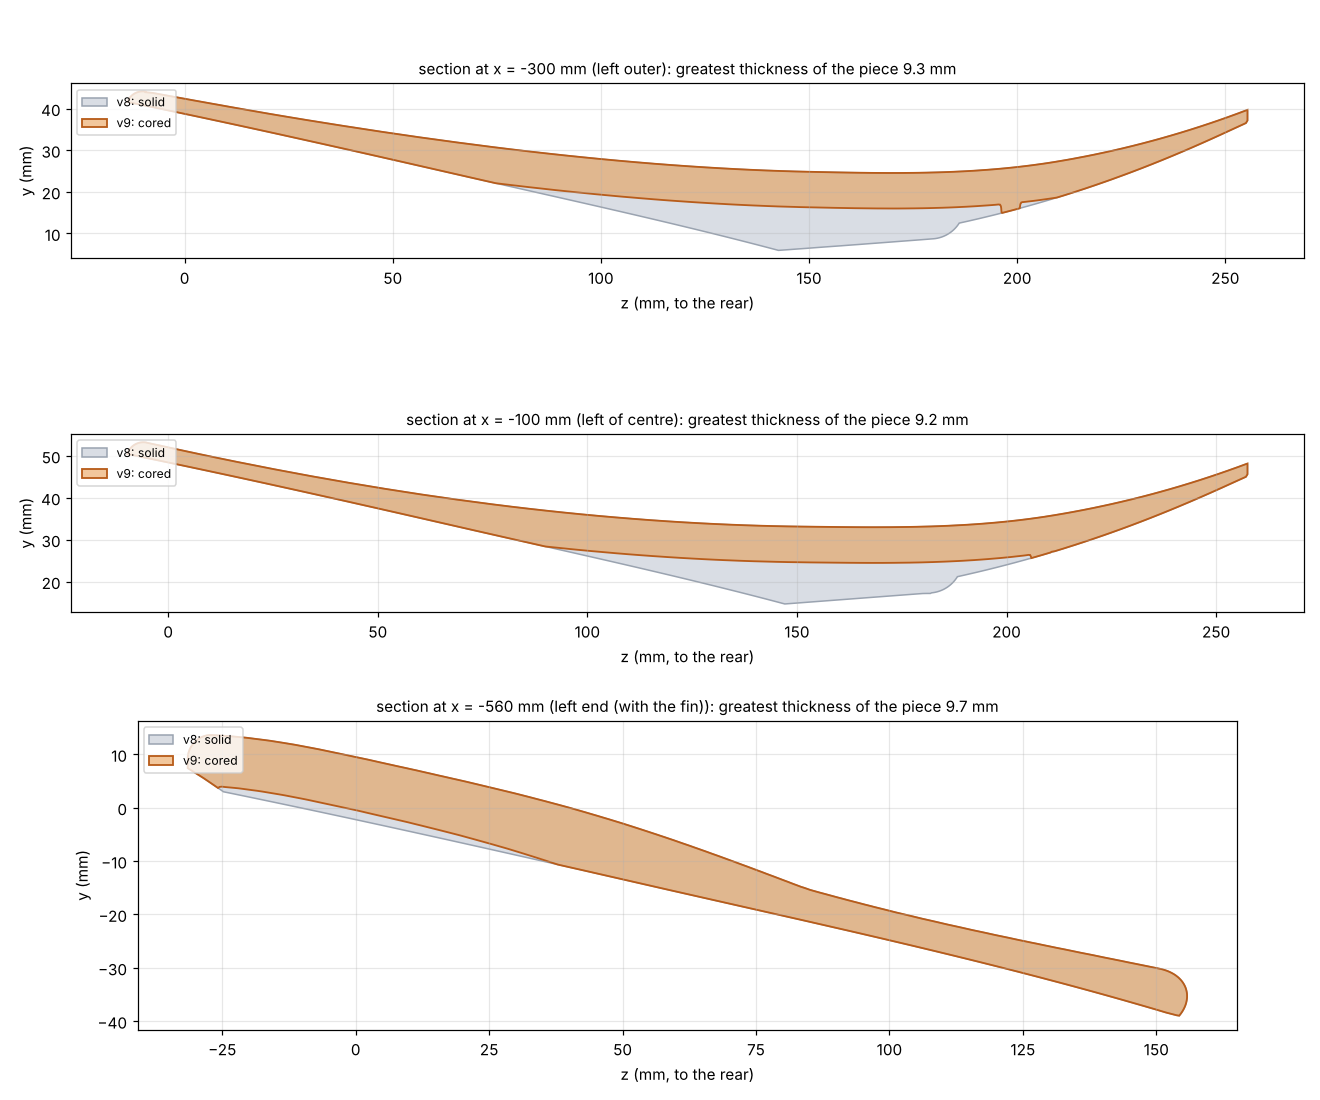 section at x = -300 mm (left outer): greatest thickness of the piece 9.3 mm
v8: solid
v9: cored
y (mm)
40
30
20
10
0
50
100
150
200
250
z (mm, to the rear)
section at x = -100 mm (left of centre): greatest thickness of the piece 9.2 mm
v8: solid
v9: cored
y (mm)
50
40
30
20
0
50
100
150
200
250
z (mm, to the rear)
section at x = -560 mm (left end (with the fin)): greatest thickness of the piece 9.7 mm
v8: solid
v9: cored
y (mm)
10
0
−10
−20
−30
−40
−25
0
25
50
75
100
125
150
z (mm, to the rear)